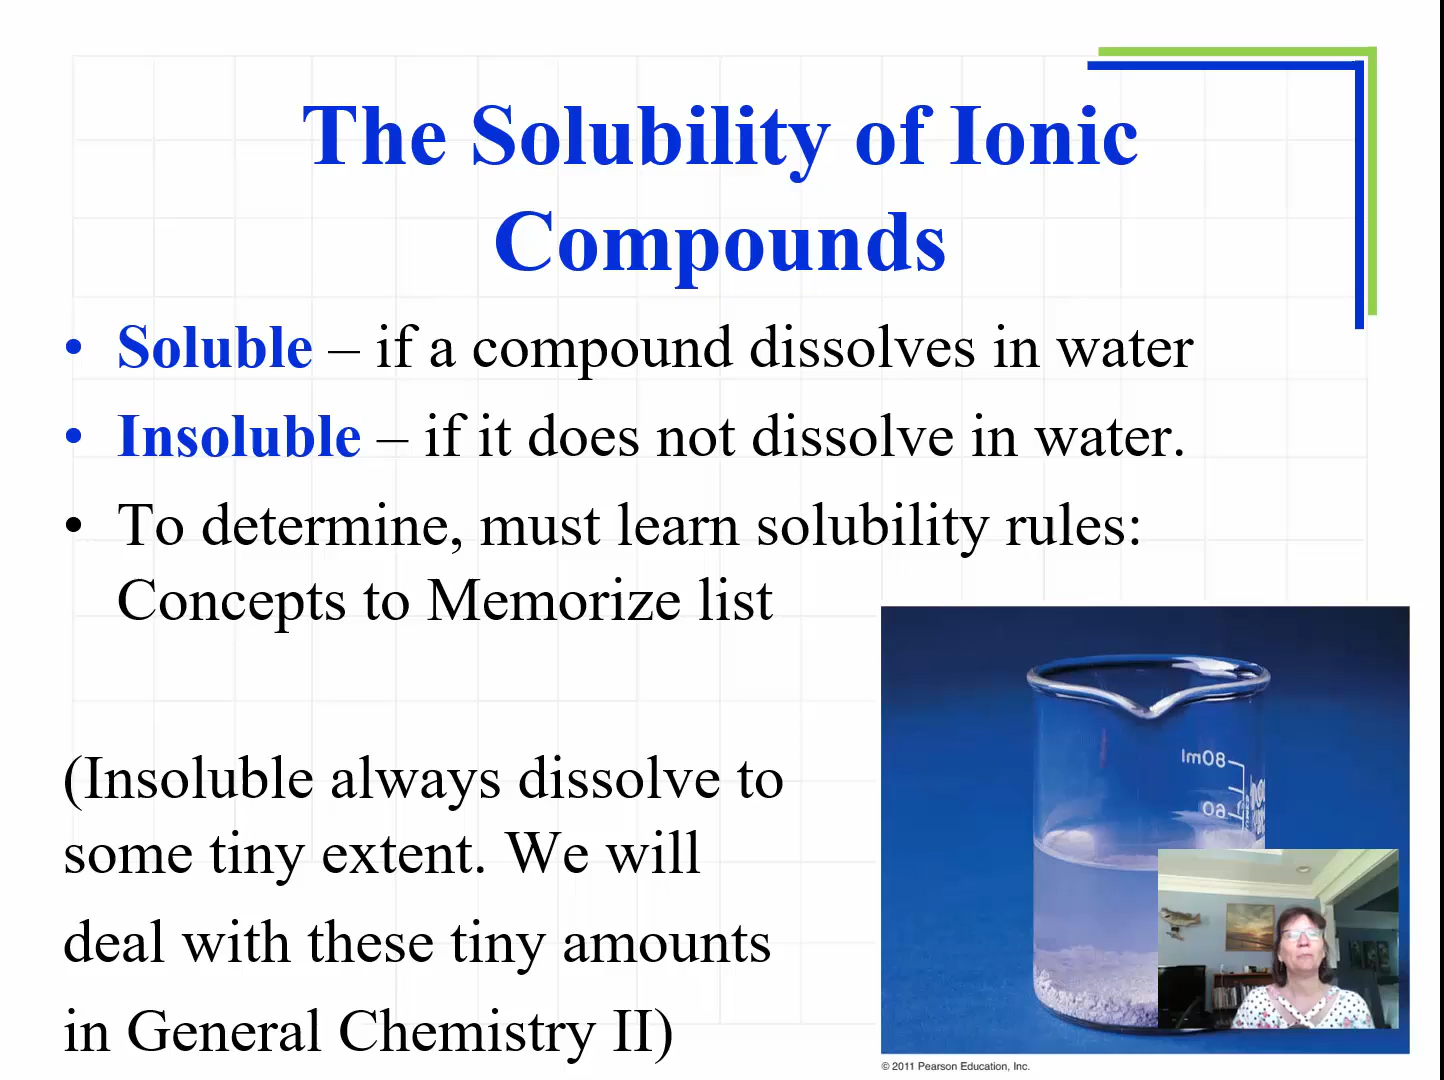 The Solubility of Ionic
Compounds
• Soluble – if a compound dissolves in water
• Insoluble – if it does not dissolve in water.
• To determine, must learn solubility rules:
Concepts to Memorize list
(Insoluble always dissolve to
some tiny extent. We will
deal with these tiny amounts
in General Chemistry II)
80ml
60
© 2011 Pearson Education, Inc.